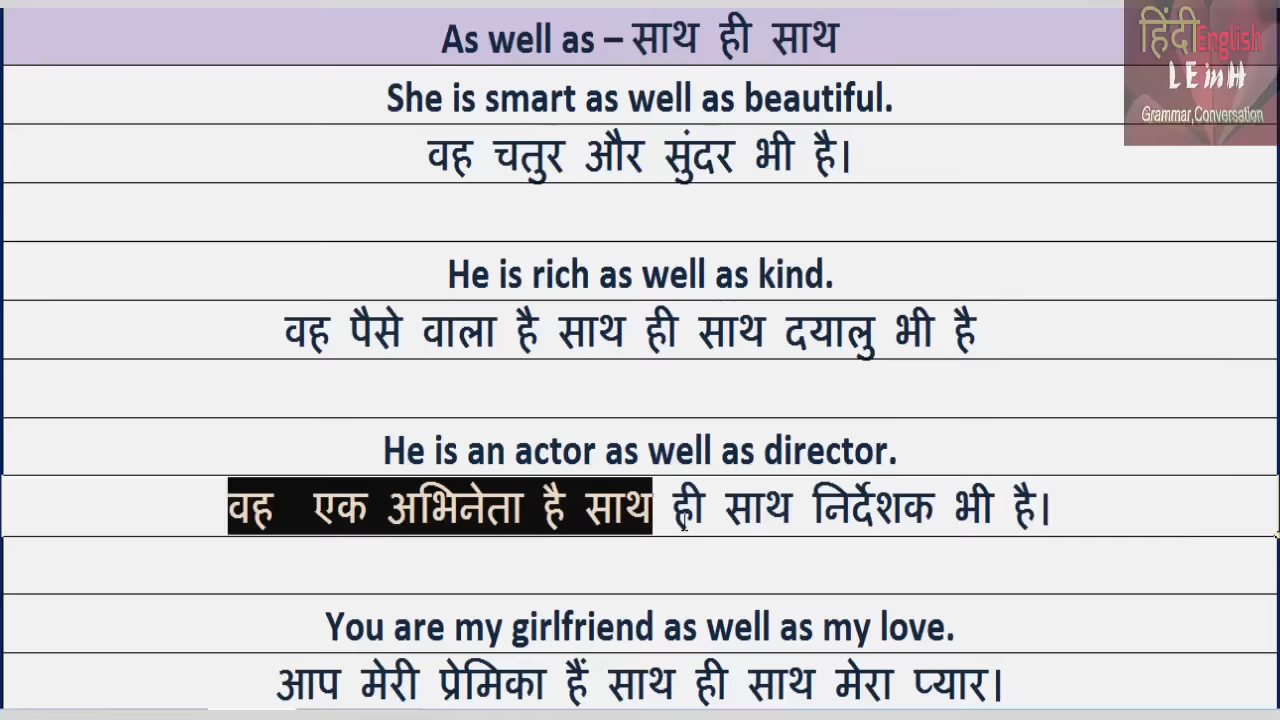 As well as – साथ ही साथ
हिंदी English
LE in H
Grammar,Conversation
She is smart as well as beautiful.
वह चतुर और सुंदर भी है।
He is rich as well as kind.
वह पैसे वाला है साथ ही साथ दयालु भी है
He is an actor as well as director.
वह एक अभिनेता है साथ ही साथ निर्देशक भी है।
You are my girlfriend as well as my love.
आप मेरी प्रेमिका हैं साथ ही साथ मेरा प्यार।